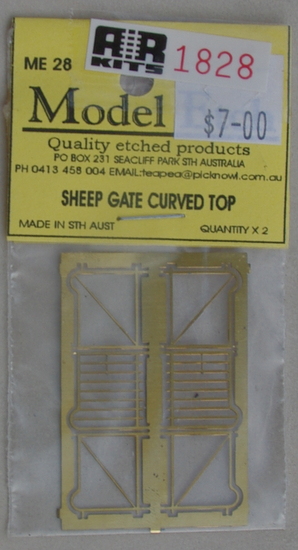 AIR
KITS
1828
ME 28
Model
$7-00
Quality etched products
PO BOX 231 SEACLIFF PARK STH AUSTRALIA
PH 0413 458 004 EMAIL:teapea@picknowl.com.au
SHEEP GATE CURVED TOP
MADE IN STH AUST
QUANTITY X 2